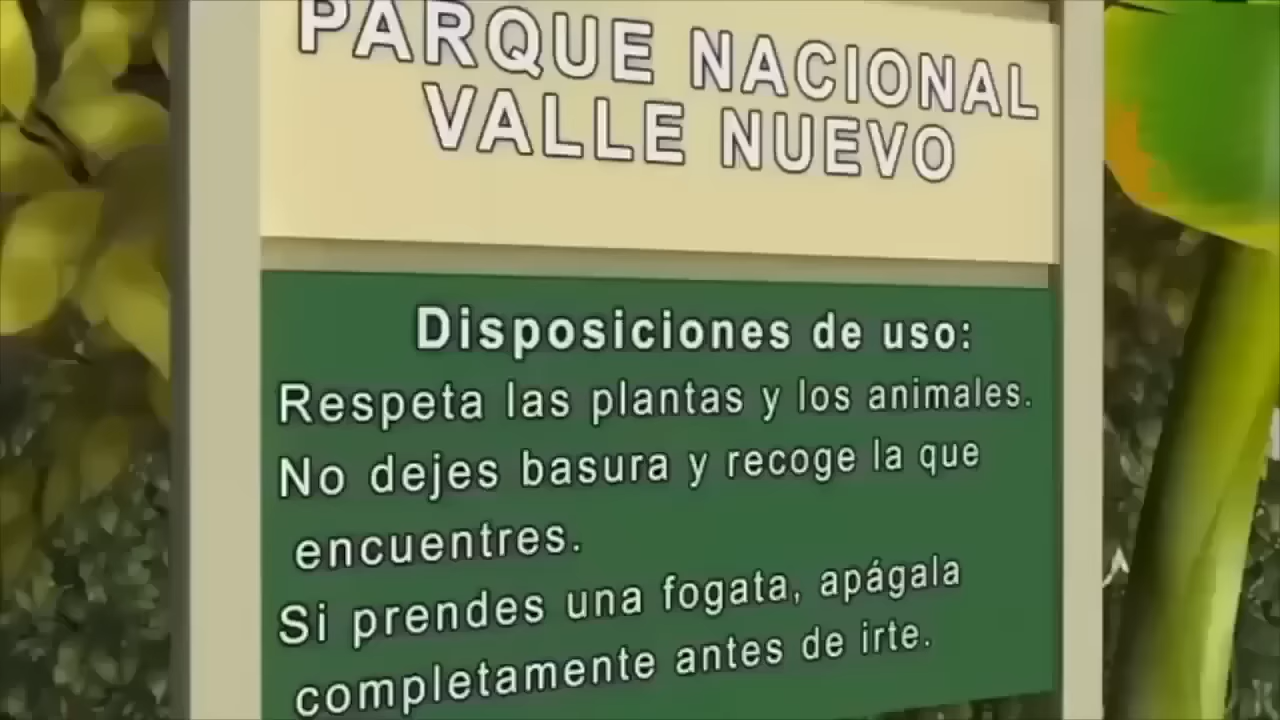 PARQUE NACIONAL
VALLE NUEVO
Disposiciones de uso:
Respeta las plantas y los animales.
No dejes basura y recoge la que
encuentres.
Si prendes una fogata, apágala
completamente antes de irte.